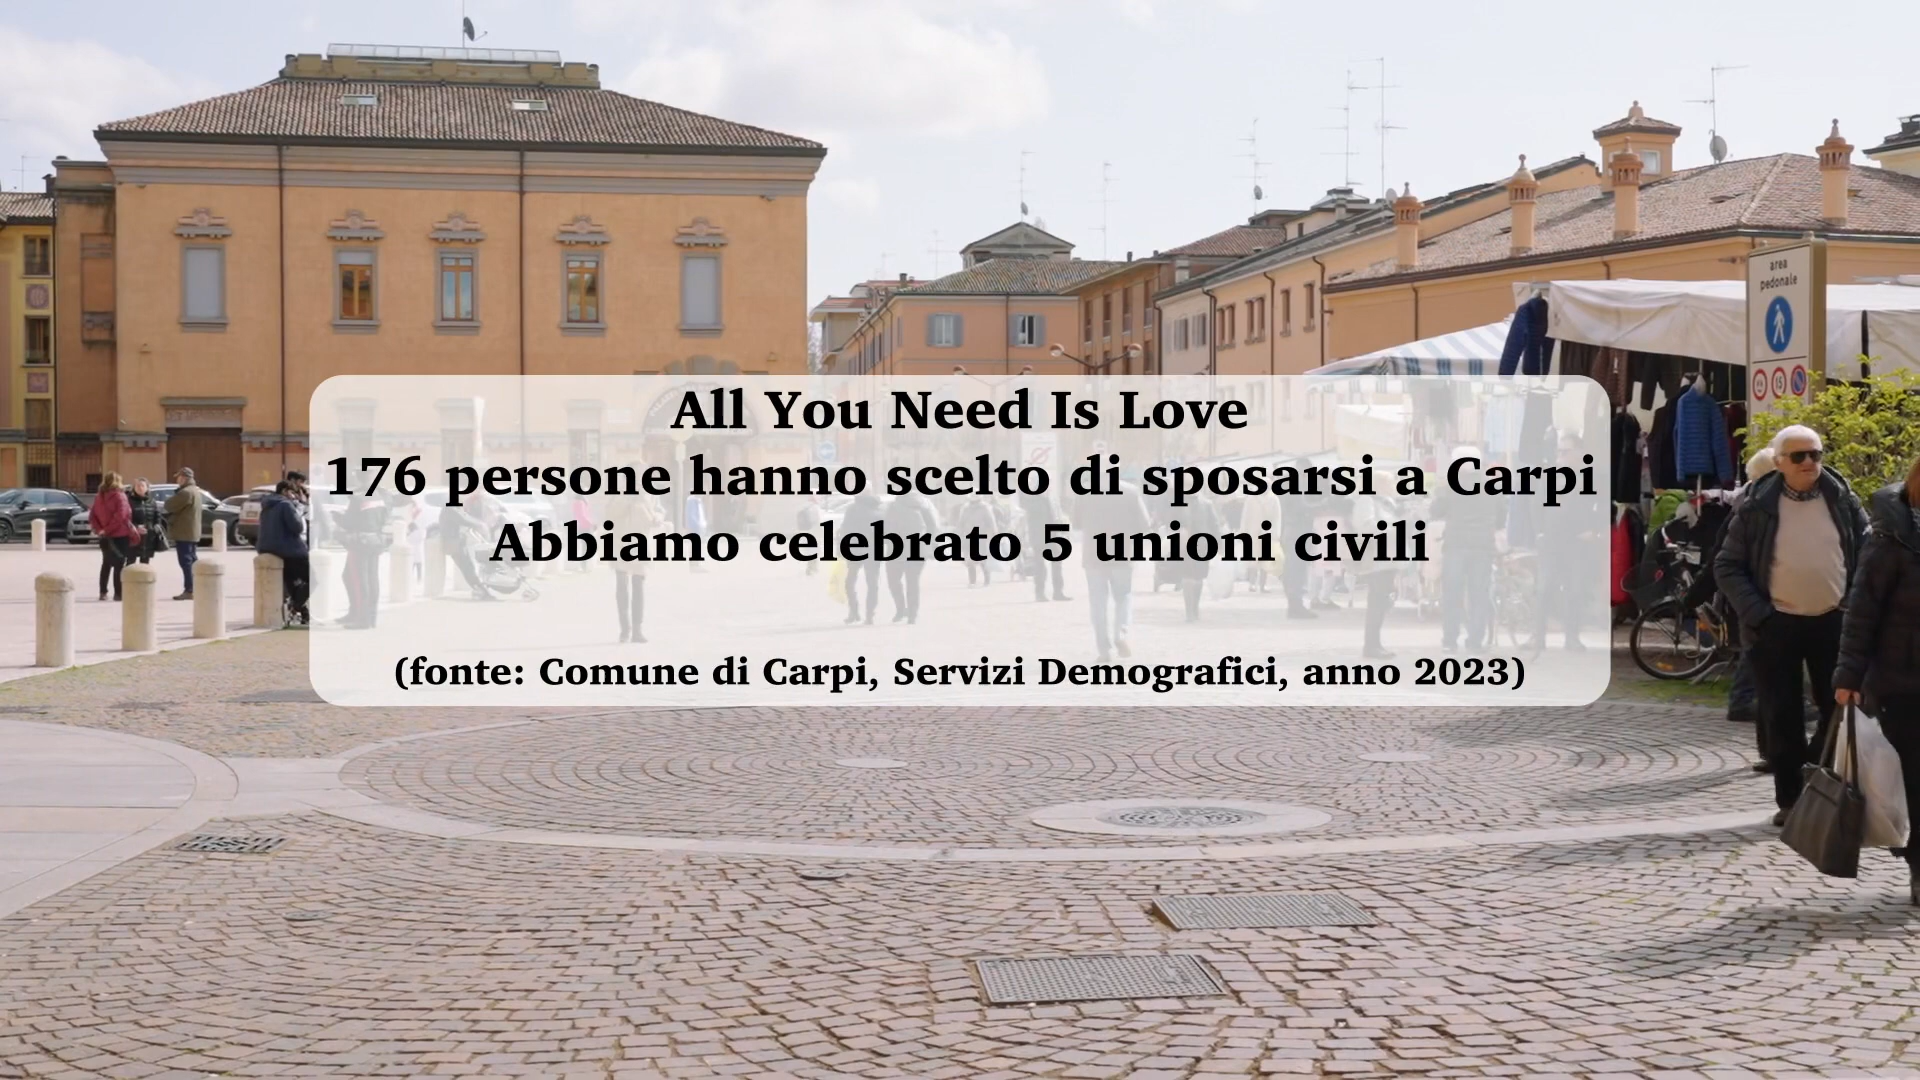 area
pedonale
All You Need Is Love
176 persone hanno scelto di sposarsi a Carpi
Abbiamo celebrato 5 unioni civili
(fonte: Comune di Carpi, Servizi Demografici, anno 2023)